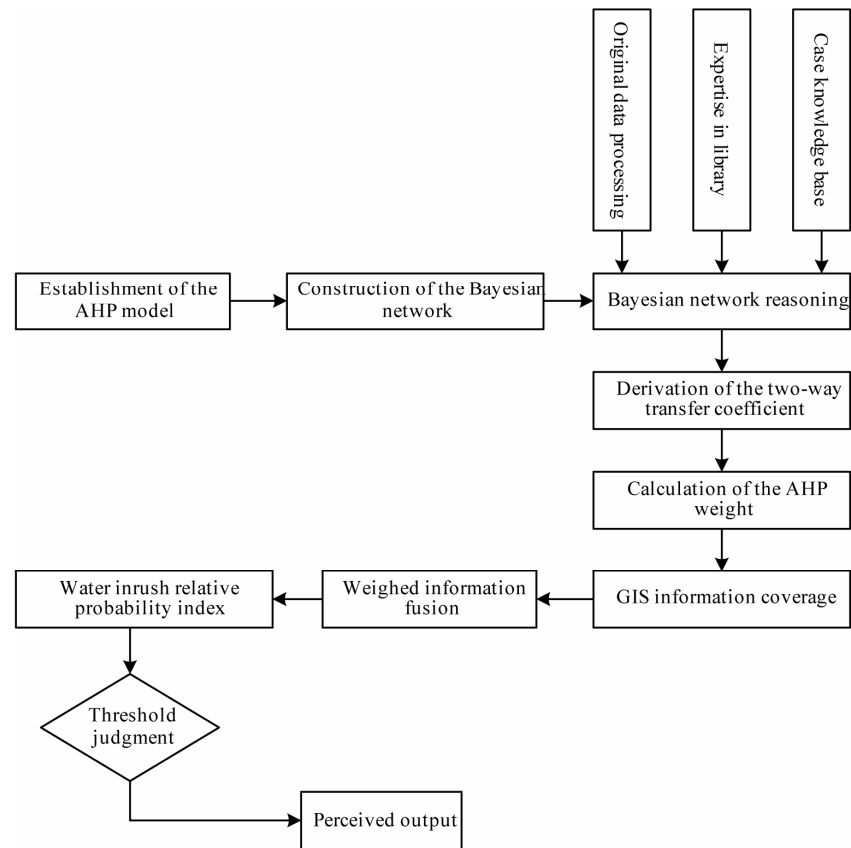 Original data processing
Expertise in library
Case knowledge base
Establishment of the
AHP model
Construction of the Bayesian
network
Bayesian network reasoning
Derivation of the two-way
transfer coefficient
Calculation of the AHP
weight
Water inrush relative
probability index
Weighed information
fusion
GIS information coverage
Threshold
judgment
Perceived output